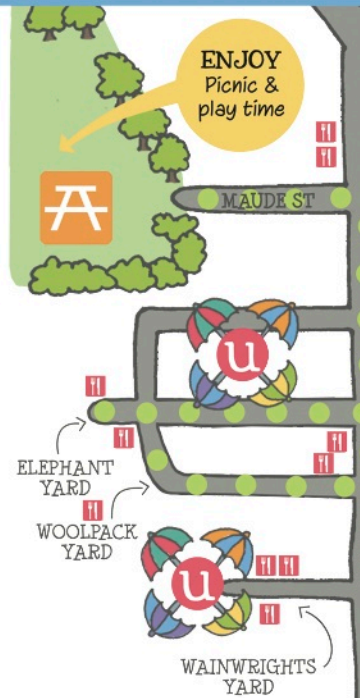 ENJOY
Picnic &
play time
MAUDE ST
u
ELEPHANT
YARD
WOOLPACK
YARD
u
WAINWRIGHTS
YARD